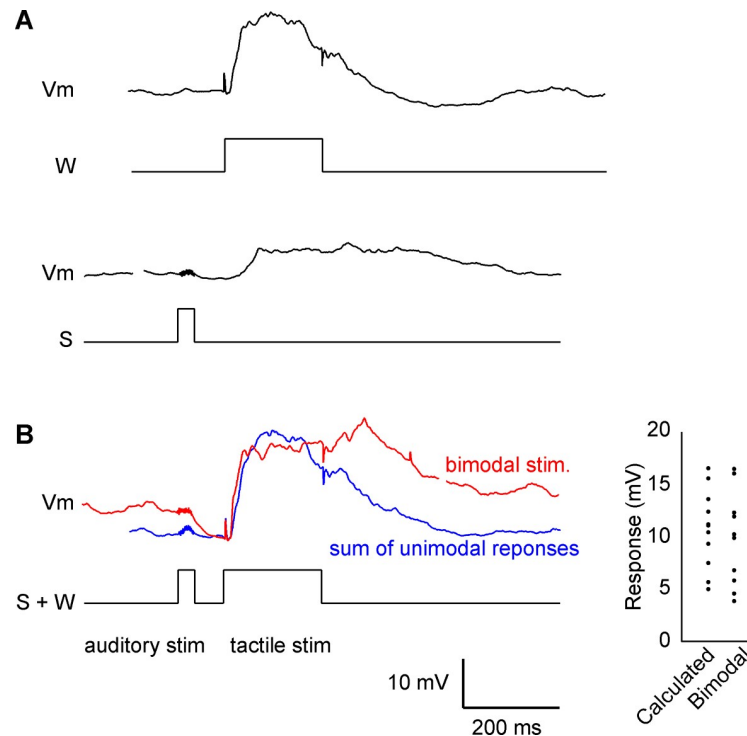 A
Vm
W
Vm
S
B
Vm
bimodal stim.
sum of unimodal reponses
S + W
auditory stim tactile stim
10 mV
200 ms
Response (mV)
20
15
10
5
0
Calculated
Bimodal